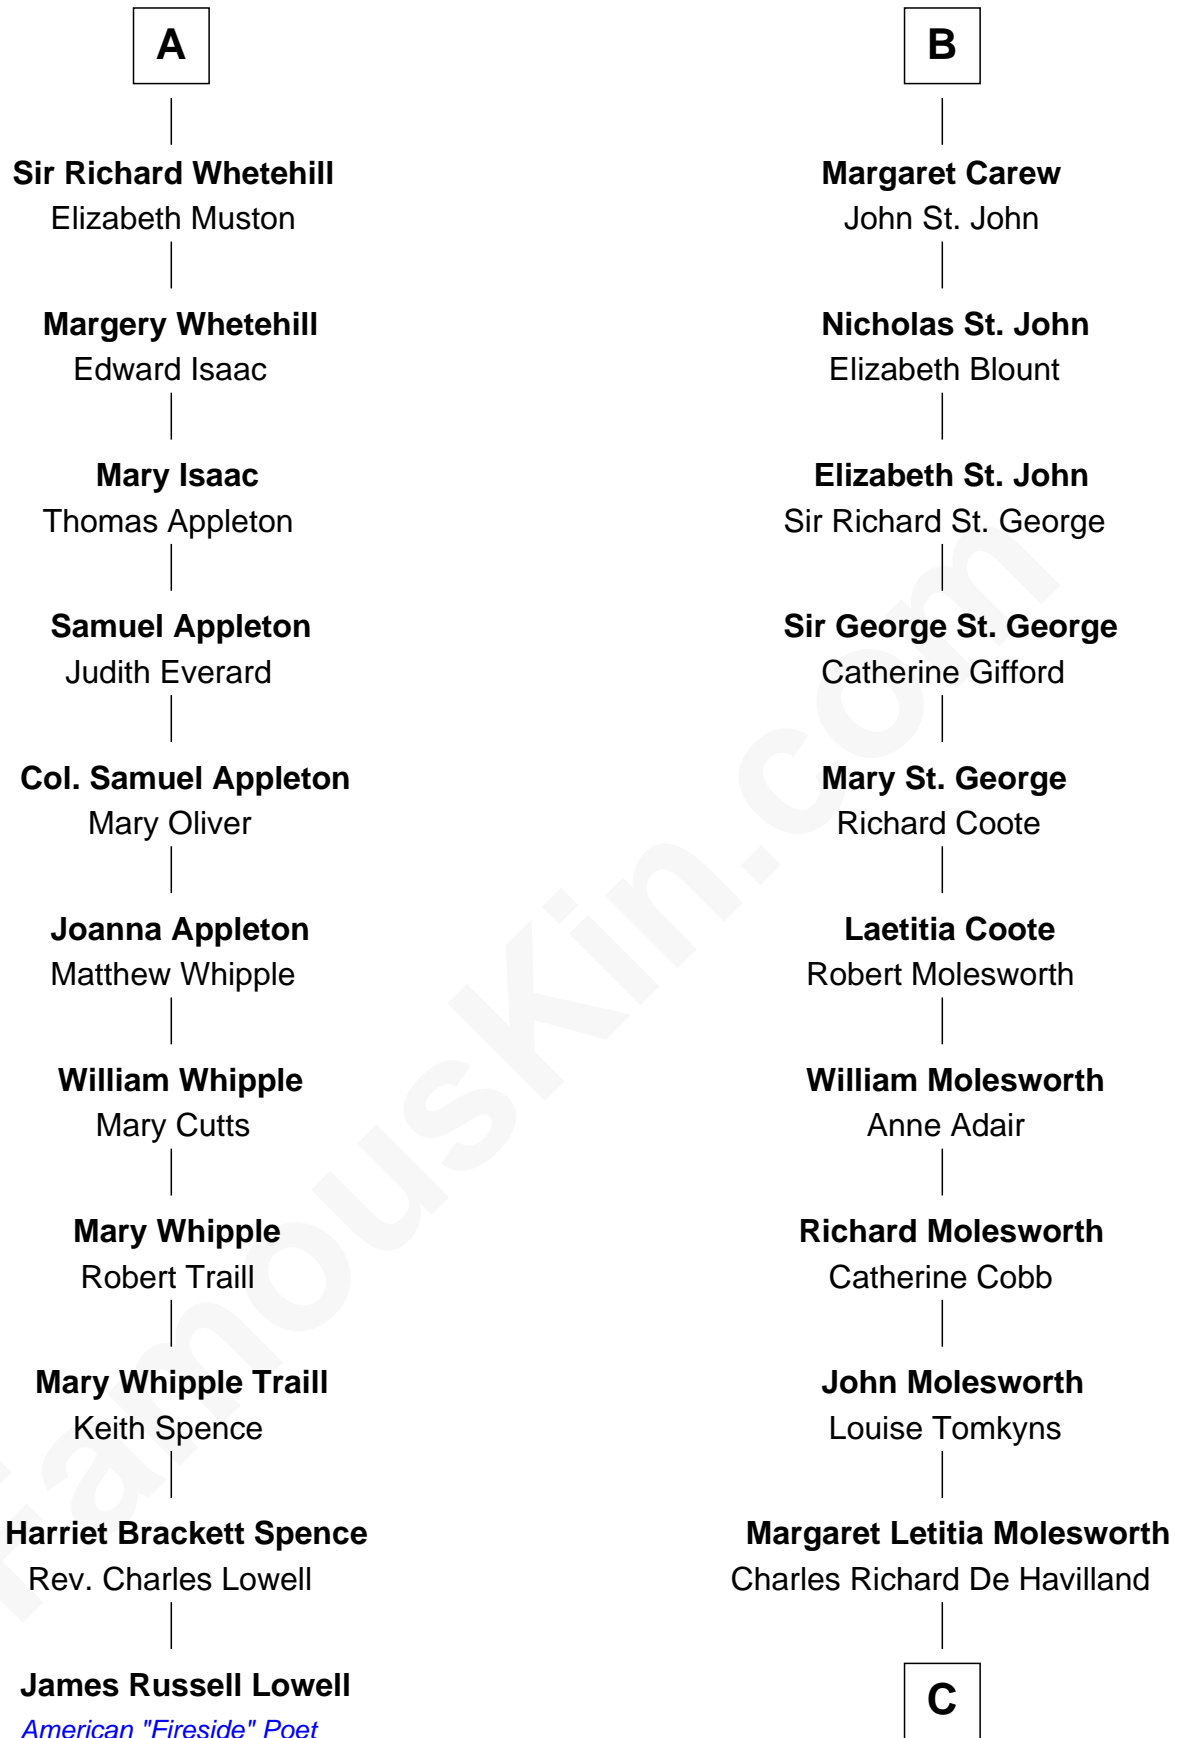 A
Sir Richard Whetehill
Elizabeth Muston
Margery Whetehill
Edward Isaac
Mary Isaac
Thomas Appleton
Samuel Appleton
Judith Everard
Col. Samuel Appleton
Mary Oliver
Joanna Appleton
Matthew Whipple
William Whipple
Mary Cutts
Mary Whipple
Robert Traill
Mary Whipple Traill
Keith Spence
Harriet Brackett Spence
Rev. Charles Lowell
James Russell Lowell
American "Fireside" Poet
B
Margaret Carew
John St. John
Nicholas St. John
Elizabeth Blount
Elizabeth St. John
Sir Richard St. George
Sir George St. George
Catherine Gifford
Mary St. George
Richard Coote
Laetitia Coote
Robert Molesworth
William Molesworth
Anne Adair
Richard Molesworth
Catherine Cobb
John Molesworth
Louise Tomkyns
Margaret Letitia Molesworth
Charles Richard De Havilland
C
FamousKin.com